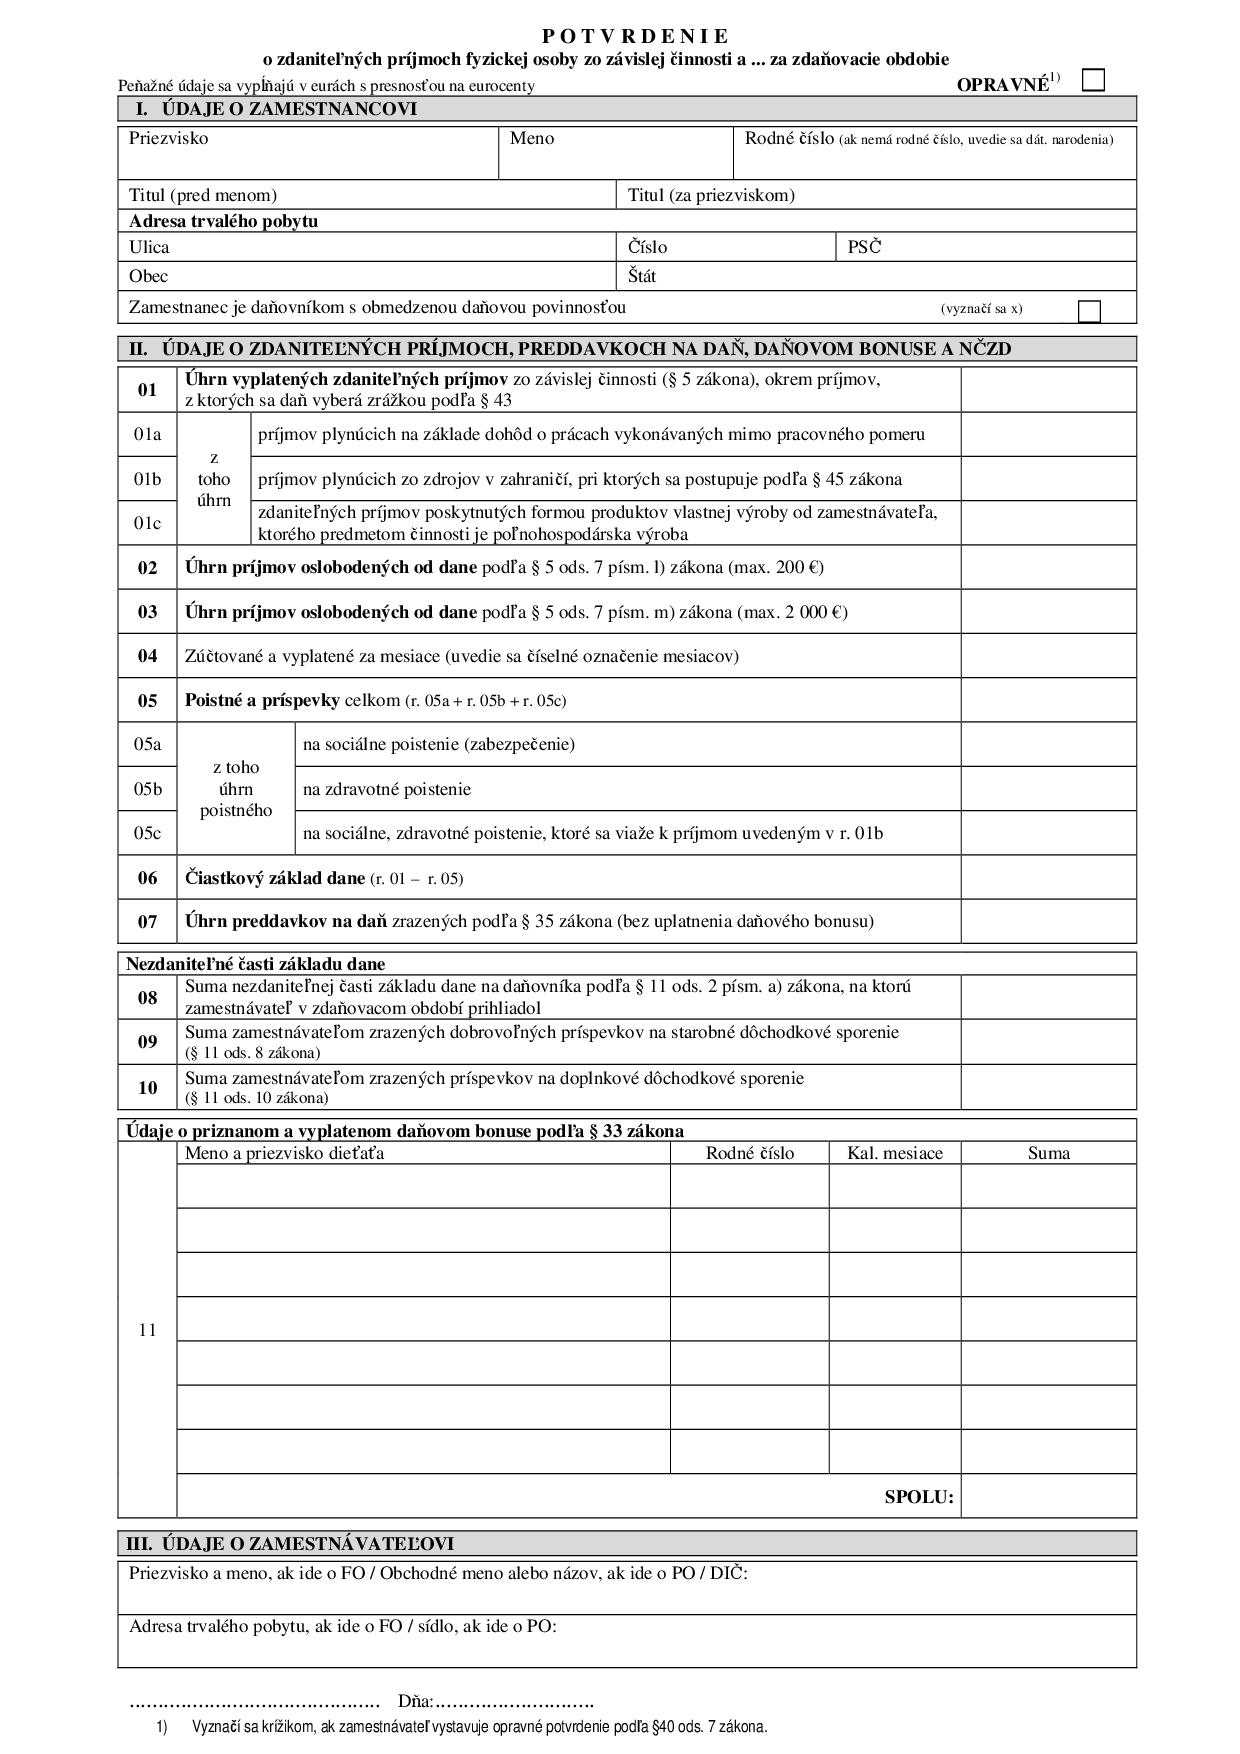 POTVRDENIE
o zdaniteľných príjmoch fyzickej osoby zo závislej činnosti a ... za zdaňovacie obdobie
Peňažné údaje sa vypĺňajú v eurách s presnosťou na eurocenty
OPRAVNÉ1)
I. ÚDAJE O ZAMESTNANCOVI
Priezvisko
Meno
Rodné číslo (ak nemá rodné číslo, uvedie sa dát. narodenia)
Titul (pred menom)
Titul (za priezviskom)
Adresa trvalého pobytu
Ulica
Číslo
PSČ
Obec
Štát
Zamestnanec je daňovníkom s obmedzenou daňovou povinnosťou
(vyznačí sa x)
II. ÚDAJE O ZDANITEĽNÝCH PRÍJMOCH, PREDDAVKOCH NA DAŇ, DAŇOVOM BONUSE A NČZD
01
Úhrn vyplatených zdaniteľných príjmov zo závislej činnosti (§ 5 zákona), okrem príjmov,
z ktorých sa daň vyberá zrážkou podľa § 43
z
toho
úhrn
01a
príjmov plynúcich na základe dohôd o prácach vykonávaných mimo pracovného pomeru
01b
príjmov plynúcich zo zdrojov v zahraničí, pri ktorých sa postupuje podľa § 45 zákona
01c
zdaniteľných príjmov poskytnutých formou produktov vlastnej výroby od zamestnávateľa,
ktorého predmetom činnosti je poľnohospodárska výroba
02
Úhrn príjmov oslobodených od dane podľa § 5 ods. 7 písm. l) zákona (max. 200 €)
03
Úhrn príjmov oslobodených od dane podľa § 5 ods. 7 písm. m) zákona (max. 2 000 €)
04
Zúčtované a vyplatené za mesiace (uvedie sa číselné označenie mesiacov)
05
Poistné a príspevky celkom (r. 05a + r. 05b + r. 05c)
z toho
úhrn
poistného
05a
na sociálne poistenie (zabezpečenie)
05b
na zdravotné poistenie
05c
na sociálne, zdravotné poistenie, ktoré sa viaže k príjmom uvedeným v r. 01b
06
Čiastkový základ dane (r. 01 – r. 05)
07
Úhrn preddavkov na daň zrazených podľa § 35 zákona (bez uplatnenia daňového bonusu)
Nezdaniteľné časti základu dane
08
Suma nezdaniteľnej časti základu dane na daňovníka podľa § 11 ods. 2 písm. a) zákona, na ktorú
zamestnávateľ v zdaňovacom období prihliadol
09
Suma zamestnávateľom zrazených dobrovoľných príspevkov na starobné dôchodkové sporenie
(§ 11 ods. 8 zákona)
10
Suma zamestnávateľom zrazených príspevkov na doplnkové dôchodkové sporenie
(§ 11 ods. 10 zákona)
Údaje o priznanom a vyplatenom daňovom bonuse podľa § 33 zákona
Meno a priezvisko dieťaťa
Rodné číslo
Kal. mesiace
Suma
11
SPOLU:
III. ÚDAJE O ZAMESTNÁVATEĽOVI
Priezvisko a meno, ak ide o FO / Obchodné meno alebo názov, ak ide o PO / DIČ:
Adresa trvalého pobytu, ak ide o FO / sídlo, ak ide o PO:
............................................ Dňa:............................
1) Vyznačí sa krížikom, ak zamestnávateľ vystavuje opravné potvrdenie podľa §40 ods. 7 zákona.